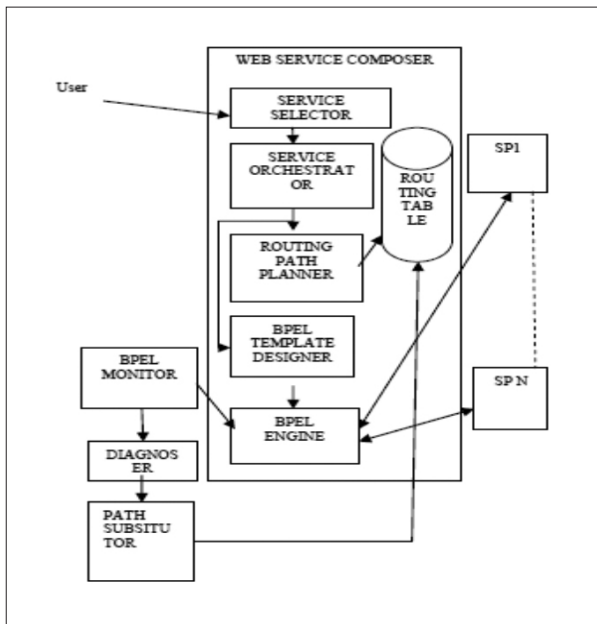 WEB SERVICE COMPOSER
User
SERVICE
SELECTOR
SERVICE
ORCHESTRAT
OR
ROU
TING
TAB
LE
SP1
ROUTING
PATH
PLANNER
BPEL
TEMPLATE
DESIGNER
BPEL
MONITOR
SP N
BPEL
ENGINE
DIAGNOS
ER
PATH
SUBSITU
TOR